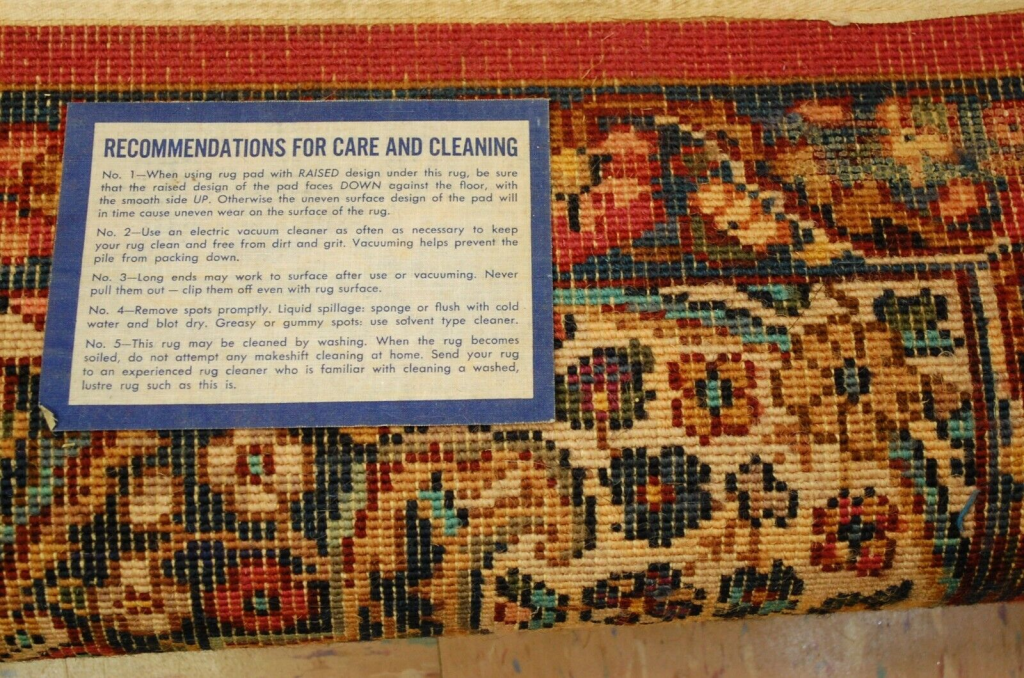 RECOMMENDATIONS FOR CARE AND CLEANING
No. 1—When using rug pad with RAISED design under this rug, be sure
that the raised design of the pad faces DOWN against the floor, with
the smooth side UP. Otherwise the uneven surface design of the pad will
in time cause uneven wear on the surface of the rug.
No. 2—Use an electric vacuum cleaner as often as necessary to keep
your rug clean and free from dirt and grit. Vacuuming helps prevent the
pile from packing down.
No. 3—Long ends may work to surface after use or vacuuming. Never
pull them out — clip them off even with rug surface.
No. 4—Remove spots promptly. Liquid spillage: sponge or flush with cold
water and blot dry. Greasy or gummy spots: use solvent type cleaner.
No. 5—This rug may be cleaned by washing. When the rug becomes
soiled, do not attempt any makeshift cleaning at home. Send your rug
to an experienced rug cleaner who is familiar with cleaning a washed,
lustre rug such as this is.